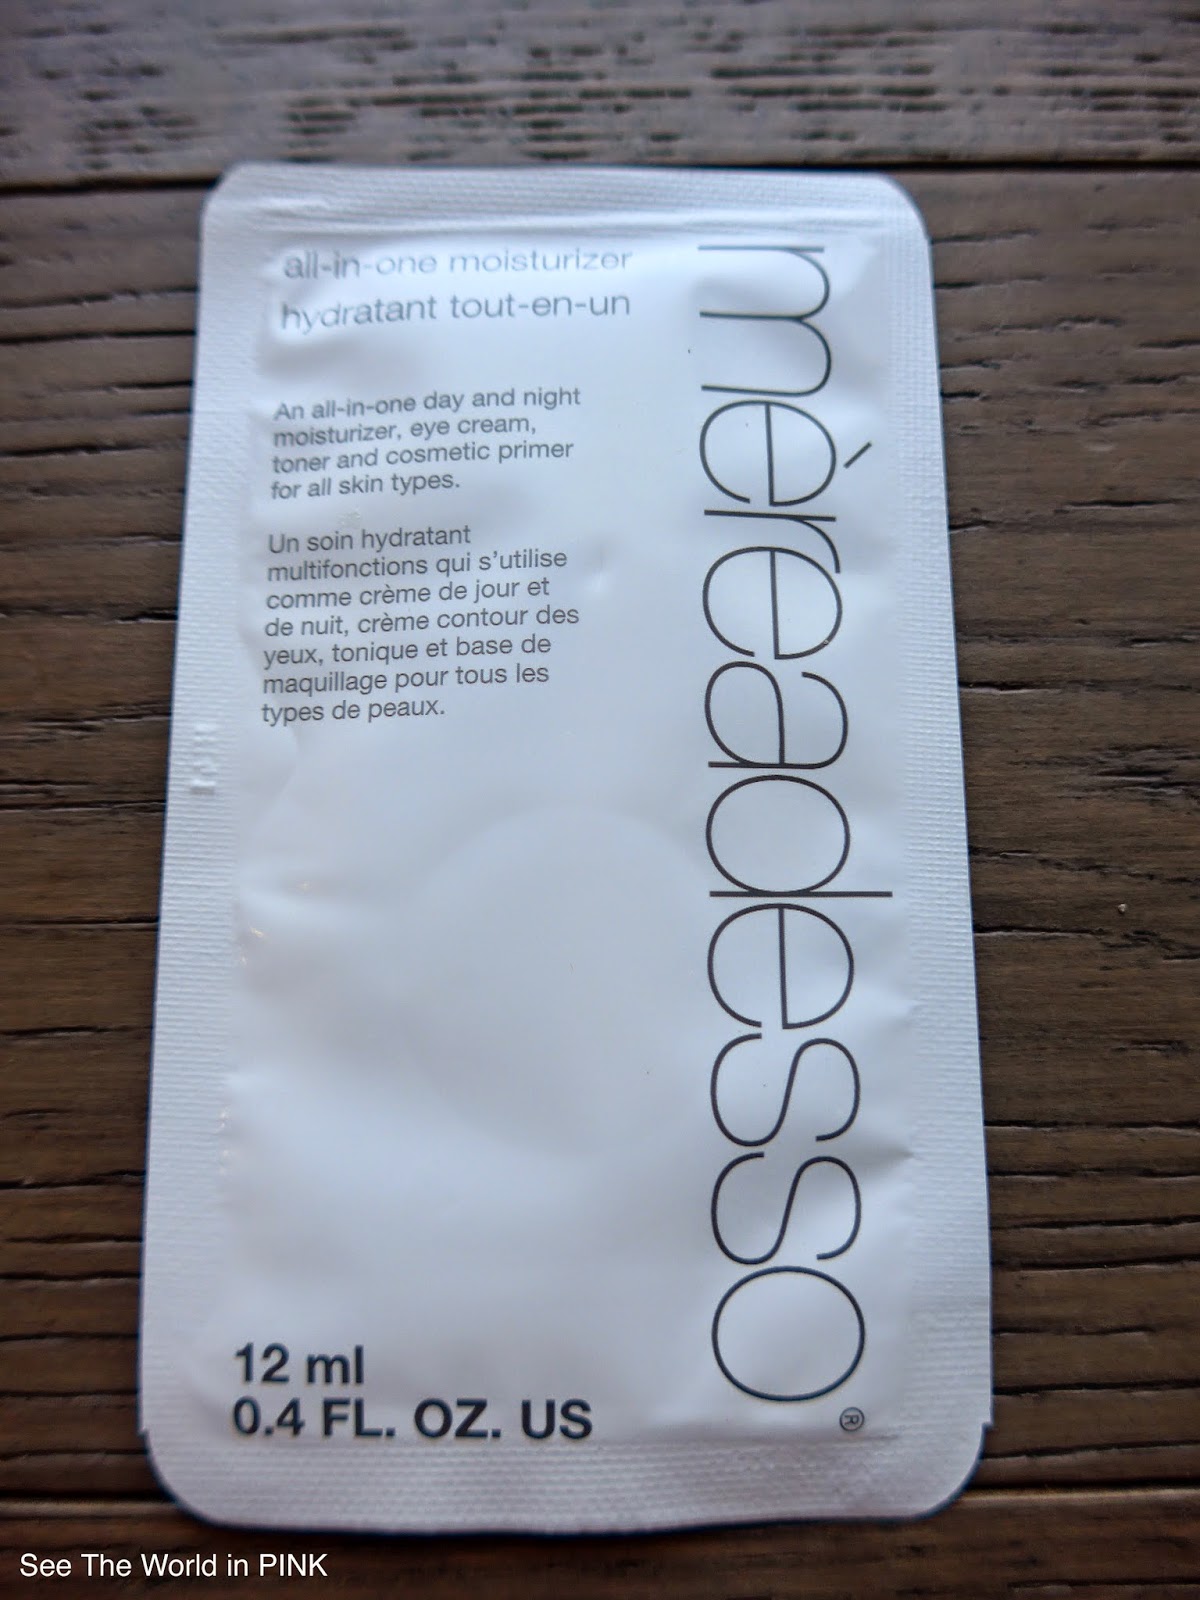 all-in-one moisturizer
hydratant tout-en-un
An all-in-one day and night
moisturizer, eye cream,
toner and cosmetic primer
for all skin types.
Un soin hydratant
multifonctions qui s'utilise
comme crème de jour et
de nuit, crème contour des
yeux, tonique et base de
maquillage pour tous les
types de peaux.
mèreadesso®
12 ml
0.4 FL. OZ. US
See The World in PINK